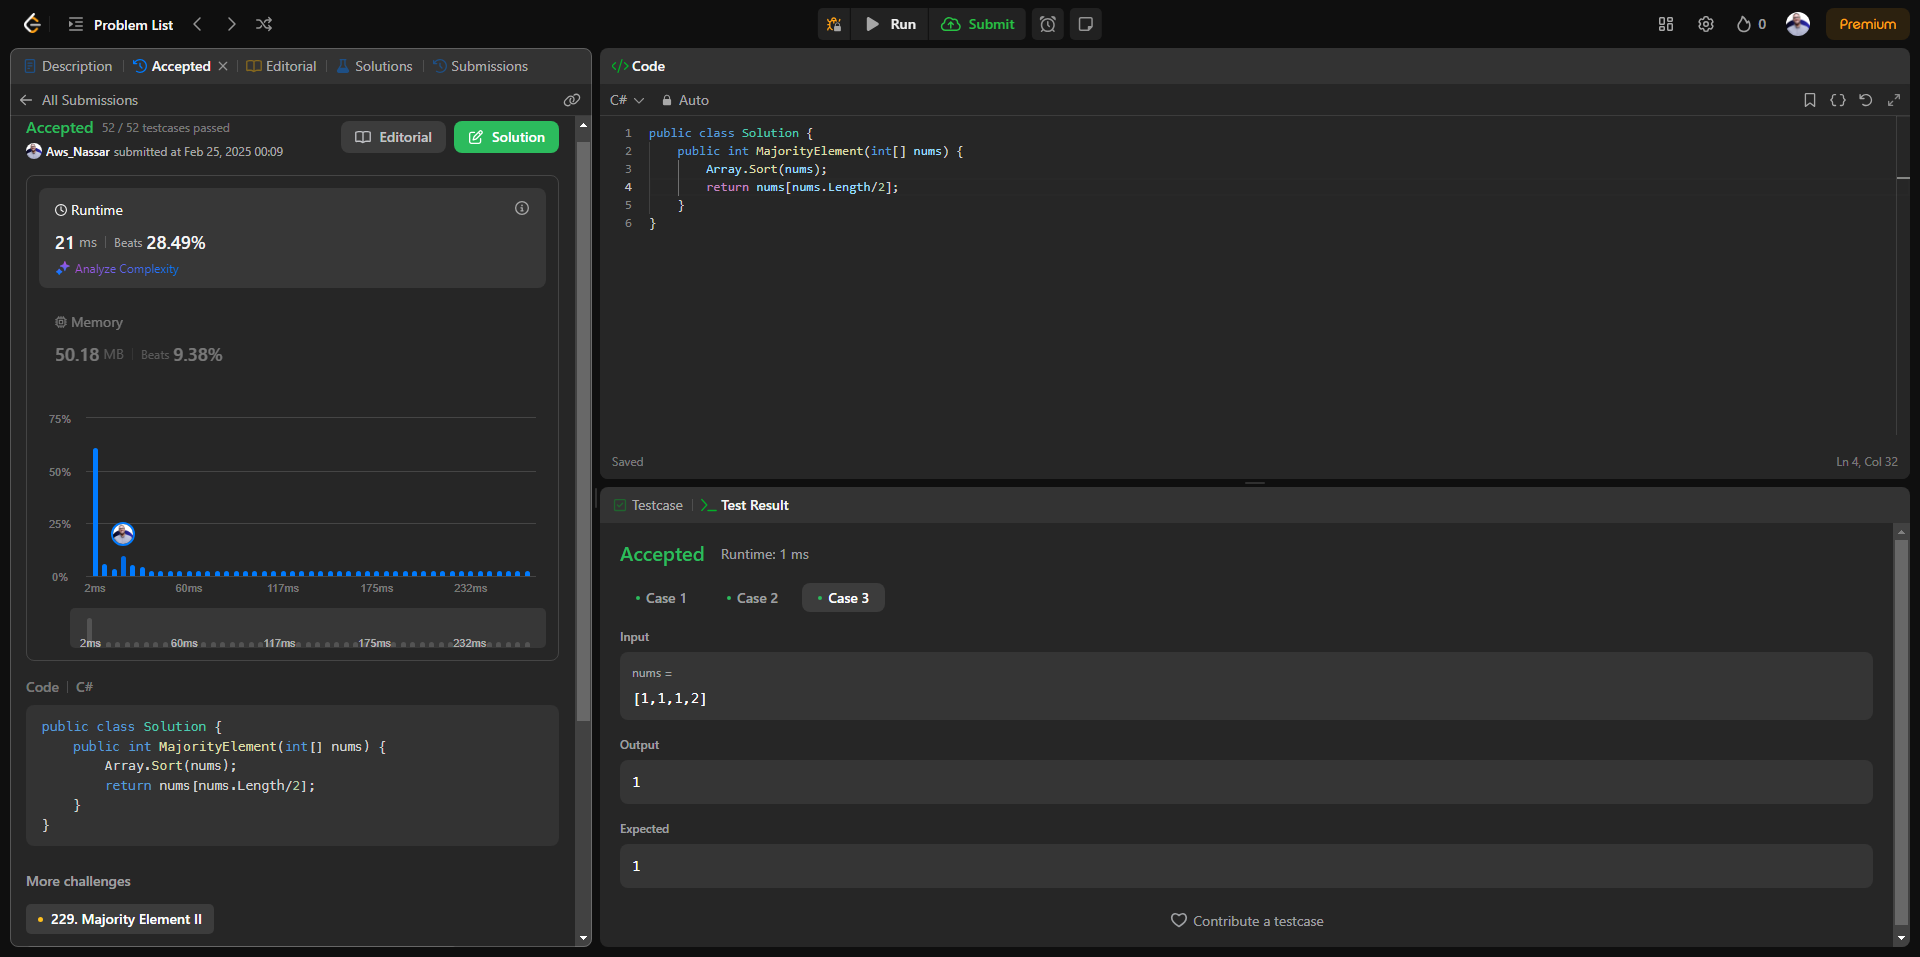 Problem List
Run
Submit
0
Premium
Description
Accepted
Editorial
Solutions
Submissions
All Submissions
Accepted 52 / 52 testcases passed
Aws_Nassar submitted at Feb 25, 2025 00:09
Editorial
Solution
Runtime
21 ms Beats 28.49%
Analyze Complexity
Memory
50.18 MB Beats 9.38%
75%
50%
25%
0%
2ms 60ms 117ms 175ms 232ms
2ms 60ms 117ms 175ms 232ms
Code C#
public class Solution {
    public int MajorityElement(int[] nums) {
        Array.Sort(nums);
        return nums[nums.Length/2];
    }
}
More challenges
229. Majority Element II
</> Code
C# Auto
1 public class Solution {
2     public int MajorityElement(int[] nums) {
3         Array.Sort(nums);
4         return nums[nums.Length/2];
5     }
6 }
Saved
Ln 4, Col 32
Testcase
Test Result
Accepted Runtime: 1 ms
Case 1
Case 2
Case 3
Input
nums =
[1,1,1,2]
Output
1
Expected
1
Contribute a testcase